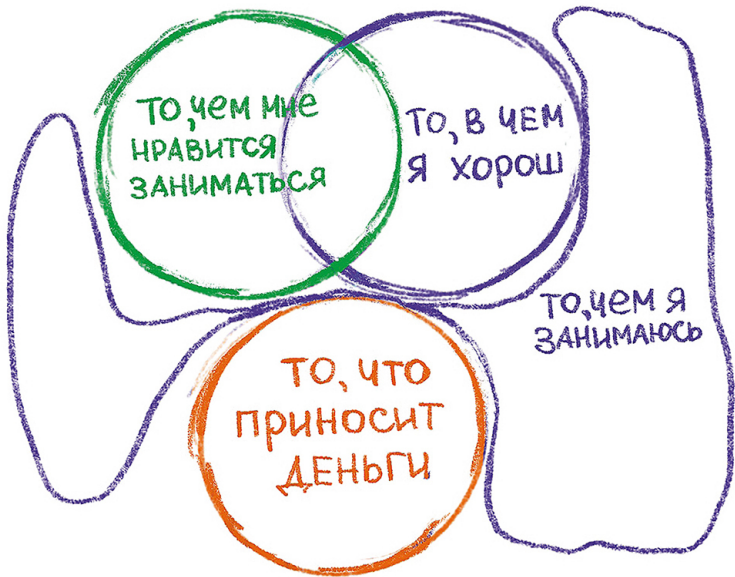 то, чем мне
нравится
заниматься
то, в чем
я хорош
то, чем я
занимаюсь
то, что
приносит
деньги